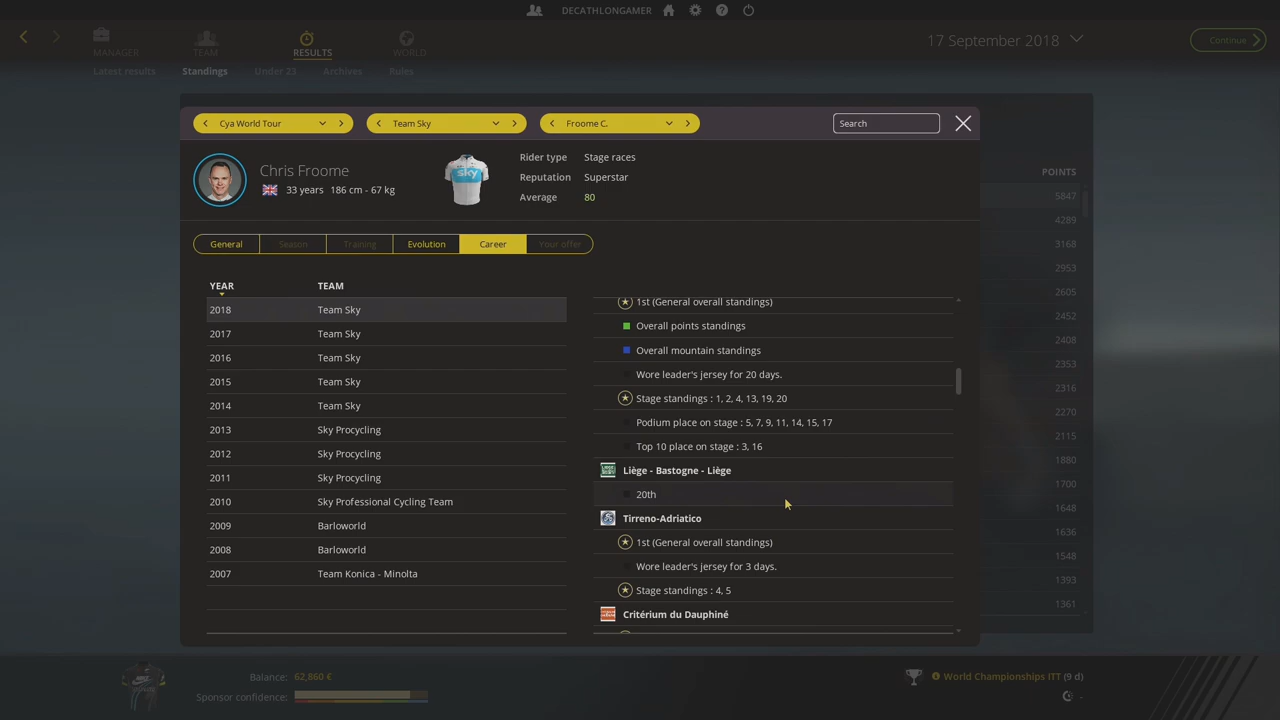 DECATHLONGAMER
MANAGER
TEAM
RESULTS
WORLD
17 September 2018
Continue
Latest results
Standings
Under 23
Archives
Rules
Cya World Tour
Team Sky
Froome C.
Search
Chris Froome
33 years 186 cm - 67 kg
sky
Rider type Stage races
Reputation Superstar
Average 80
General
Season
Training
Evolution
Career
Your offer
YEAR TEAM
2018 Team Sky
2017 Team Sky
2016 Team Sky
2015 Team Sky
2014 Team Sky
2013 Sky Procycling
2012 Sky Procycling
2011 Sky Procycling
2010 Sky Professional Cycling Team
2009 Barloworld
2008 Barloworld
2007 Team Konica - Minolta
1st (General overall standings)
Overall points standings
Overall mountain standings
Wore leader's jersey for 20 days.
Stage standings : 1, 2, 4, 13, 19, 20
Podium place on stage : 5, 7, 9, 11, 14, 15, 17
Top 10 place on stage : 3, 16
Liège - Bastogne - Liège
20th
Tirreno-Adriatico
1st (General overall standings)
Wore leader's jersey for 3 days.
Stage standings : 4, 5
Critérium du Dauphiné
POINTS
5847
4289
3168
2953
2605
2452
2408
2353
2316
2270
2115
1880
1700
1648
1636
1548
1393
1361
Balance: 62,860 €
Sponsor confidence:
World Championships ITT (9 d)
-